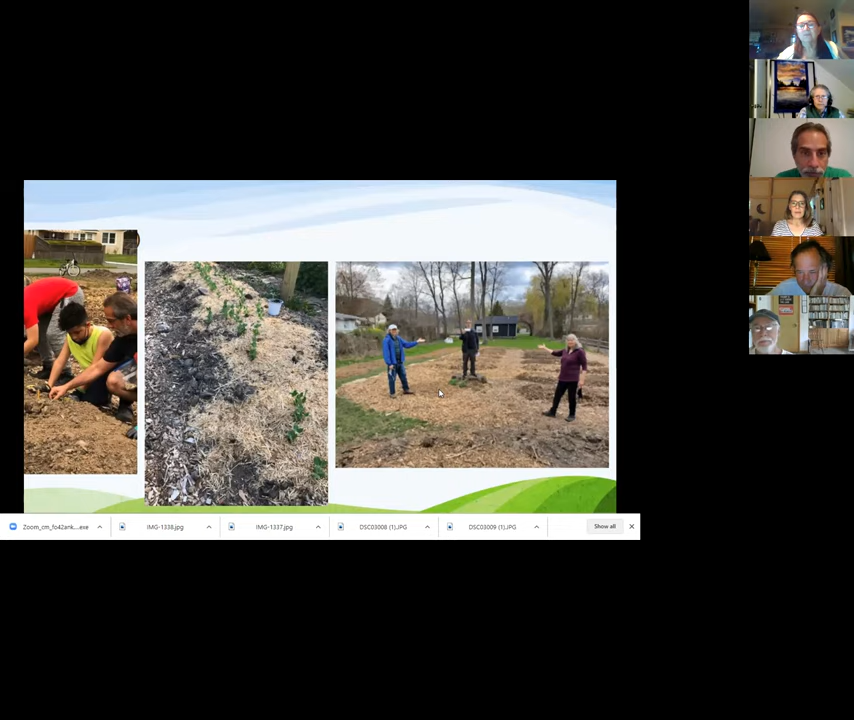 Zoom_cm_fo42ank....exe
IMG-1338.jpg
IMG-1337.jpg
DSC03008 (1).JPG
DSC03009 (1).JPG
Show all